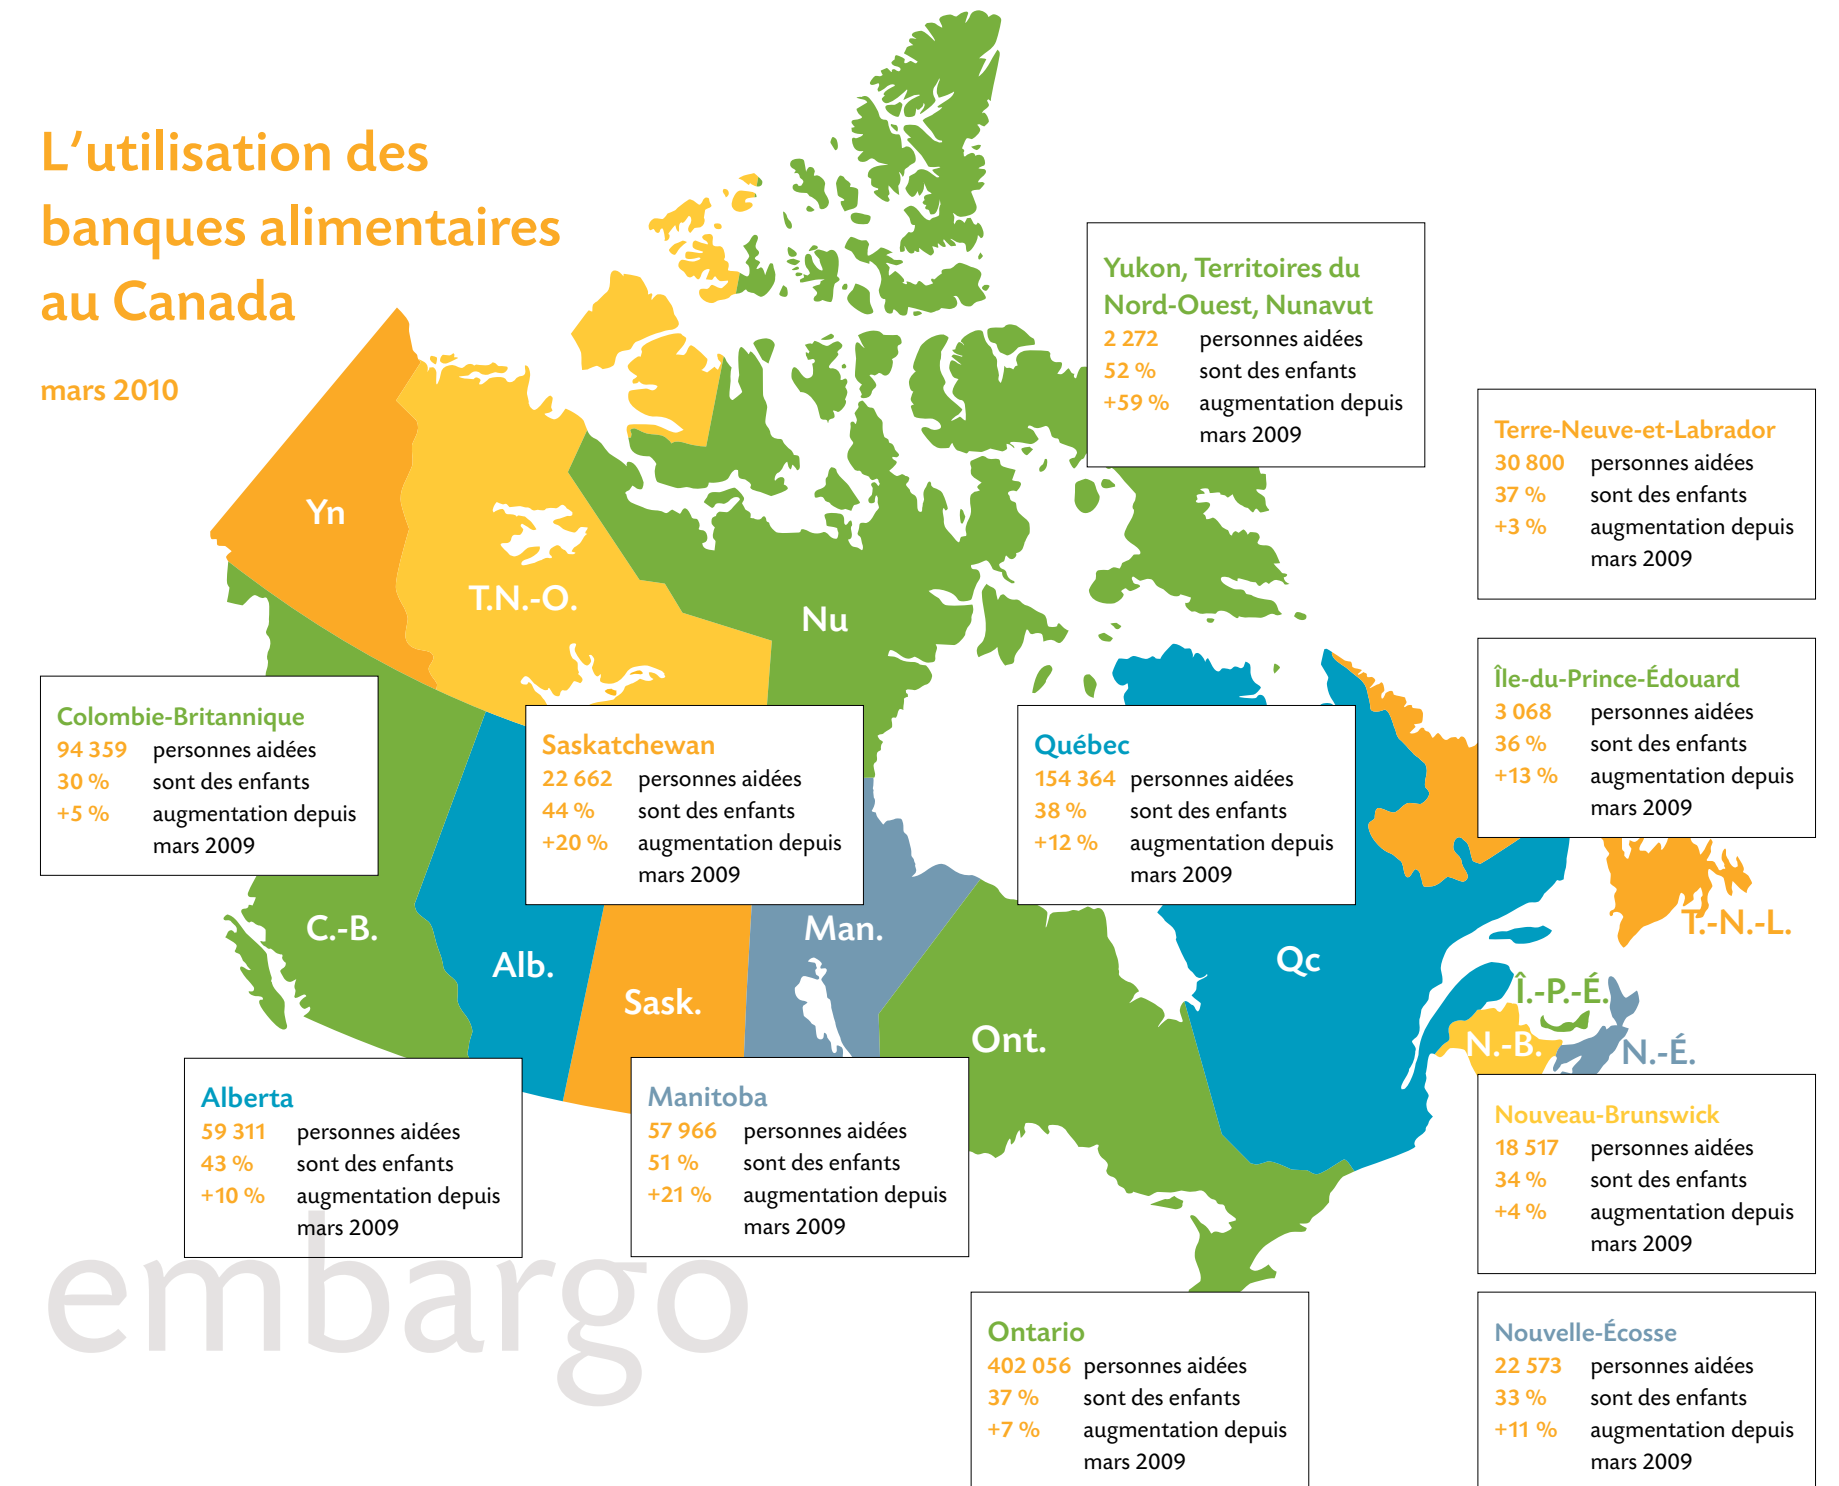 L’utilisation des
banques alimentaires
au Canada
mars 2010
Yukon, Territoires du
Nord-Ouest, Nunavut
2 272 personnes aidées
52 % sont des enfants
+59 % augmentation depuis
mars 2009
Terre-Neuve-et-Labrador
30 800 personnes aidées
37 % sont des enfants
+3 % augmentation depuis
mars 2009
Yn
T.N.-O.
Nu
Île-du-Prince-Édouard
3 068 personnes aidées
36 % sont des enfants
+13 % augmentation depuis
mars 2009
Colombie-Britannique
94 359 personnes aidées
30 % sont des enfants
+5 % augmentation depuis
mars 2009
Saskatchewan
22 662 personnes aidées
44 % sont des enfants
+20 % augmentation depuis
mars 2009
Québec
154 364 personnes aidées
38 % sont des enfants
+12 % augmentation depuis
mars 2009
C.-B.
Alb.
Sask.
Man.
Ont.
Qc
T.-N.-L.
Î.-P.-É.
N.-B.
N.-É.
Alberta
59 311 personnes aidées
43 % sont des enfants
+10 % augmentation depuis
mars 2009
Manitoba
57 966 personnes aidées
51 % sont des enfants
+21 % augmentation depuis
mars 2009
Nouveau-Brunswick
18 517 personnes aidées
34 % sont des enfants
+4 % augmentation depuis
mars 2009
embargo
Ontario
402 056 personnes aidées
37 % sont des enfants
+7 % augmentation depuis
mars 2009
Nouvelle-Écosse
22 573 personnes aidées
33 % sont des enfants
+11 % augmentation depuis
mars 2009